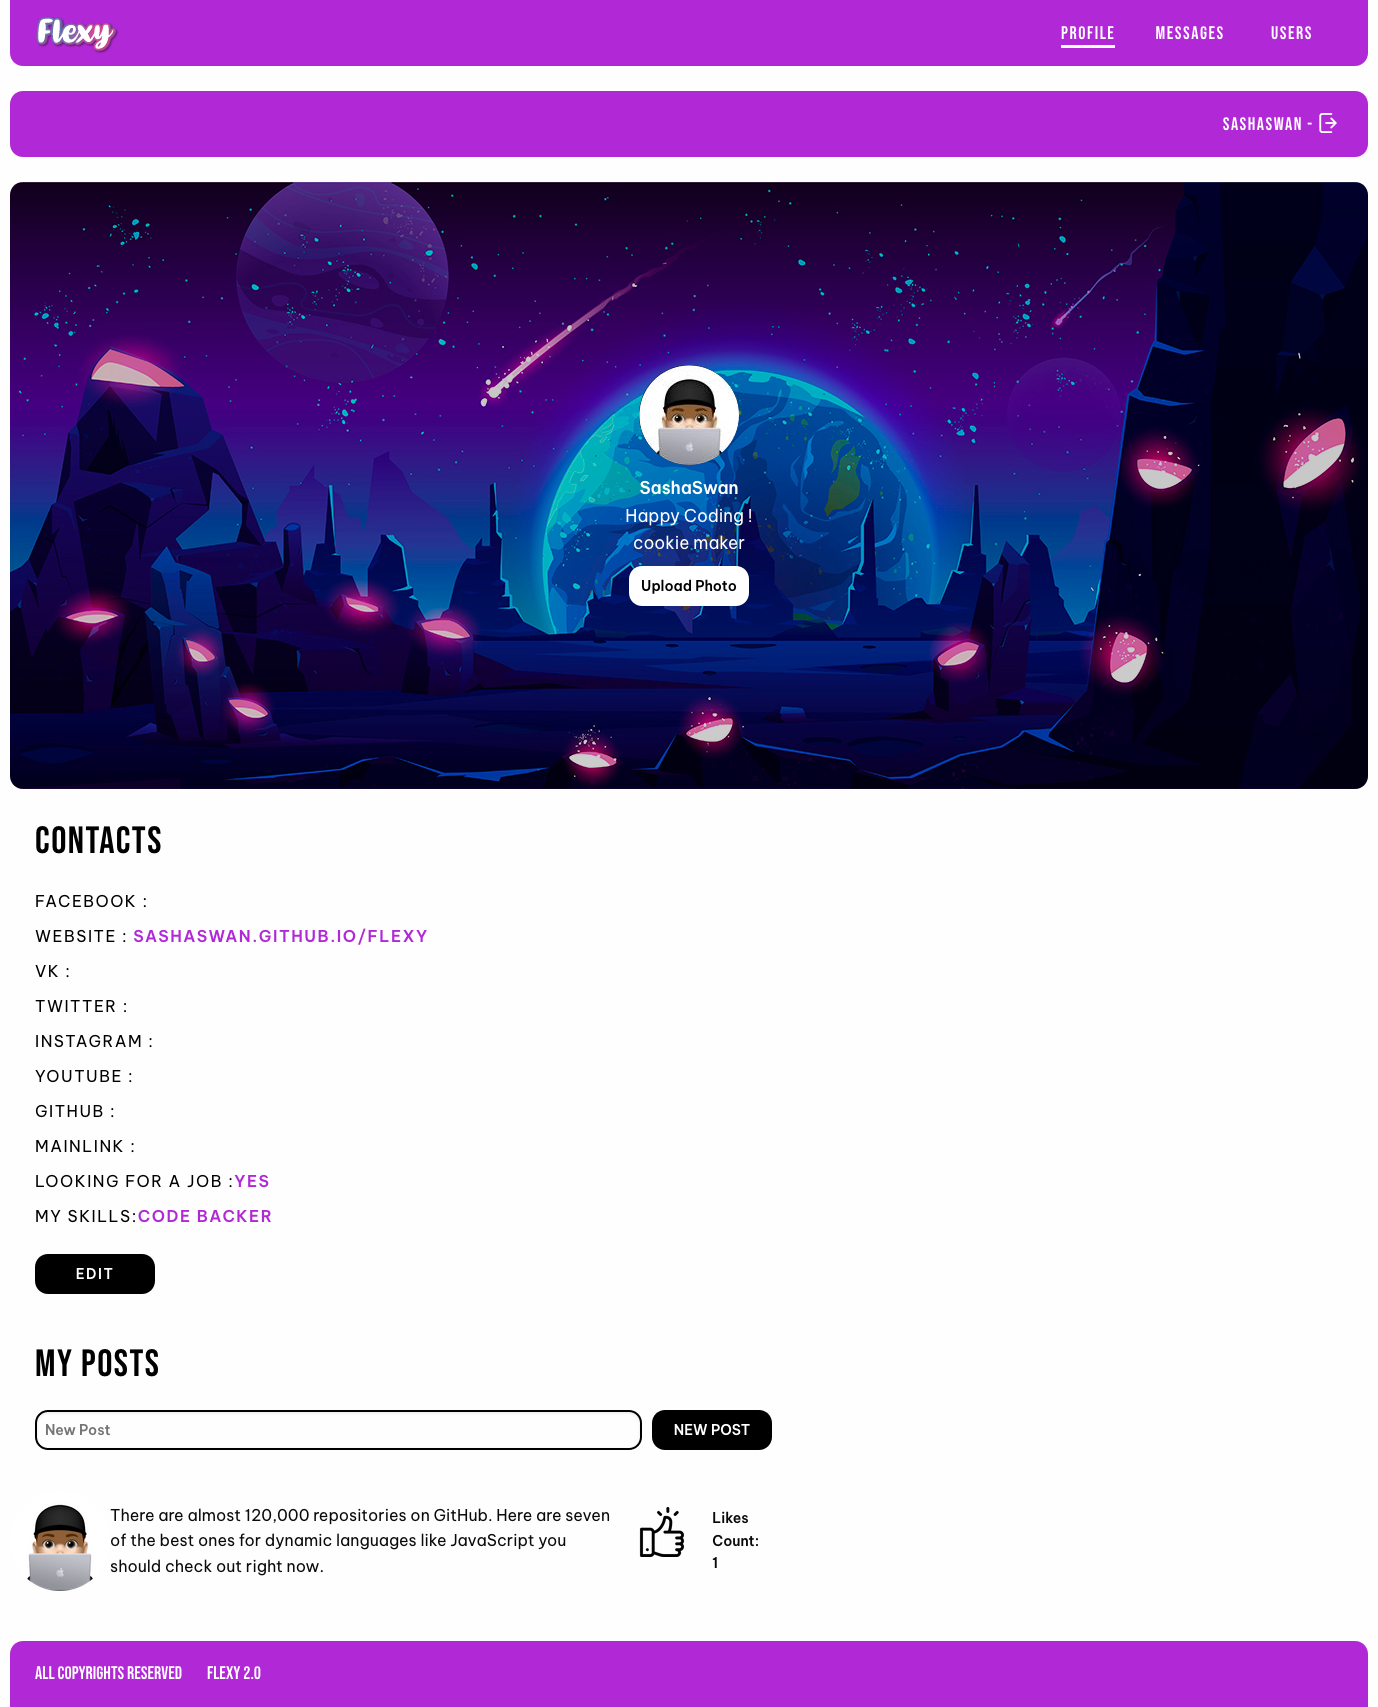 Flexy
PROFILE MESSAGES USERS
SASHASWAN -
SashaSwan
Happy Coding !
cookie maker
Upload Photo
CONTACTS
FACEBOOK :
WEBSITE : SASHASWAN.GITHUB.IO/FLEXY
VK :
TWITTER :
INSTAGRAM :
YOUTUBE :
GITHUB :
MAINLINK :
LOOKING FOR A JOB :YES
MY SKILLS:CODE BACKER
EDIT
MY POSTS
New Post
NEW POST
There are almost 120,000 repositories on GitHub. Here are seven
of the best ones for dynamic languages like JavaScript you
should check out right now.
Likes
Count:
1
ALL COPYRIGHTS RESERVED FLEXY 2.0